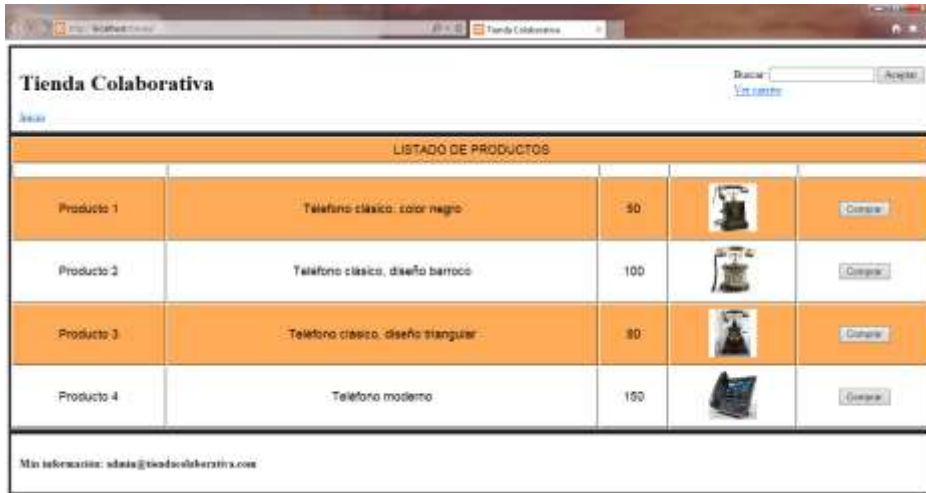 Tienda Colaborativa
Tienda Colaborativa
Buscar: Aceptar
Ver carrito
Inicio
LISTADO DE PRODUCTOS
Producto 1 Teléfono clásico, color negro 50 Comprar
Producto 2 Teléfono clásico, diseño barroco 100 Comprar
Producto 3 Teléfono clásico, diseño triangular 80 Comprar
Producto 4 Teléfono moderno 150 Comprar
Más información: admin@tiendacolaborativa.com